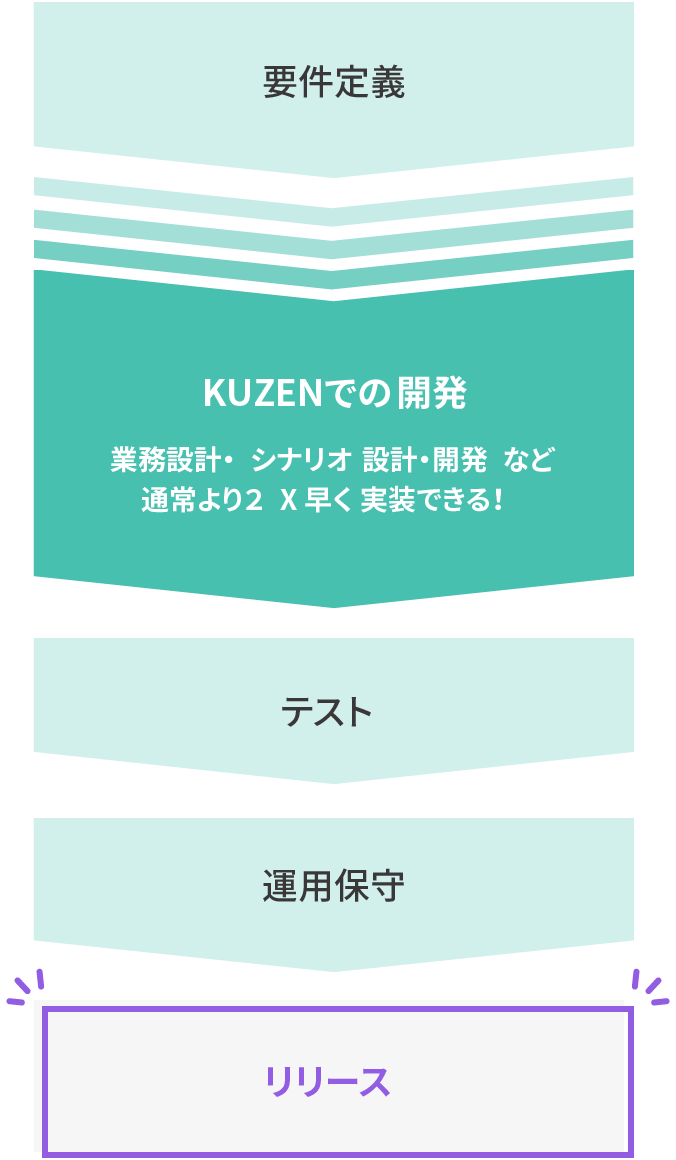 要件定義
KUZENでの開発
業務設計・ シナリオ 設計・開発 など
通常より2 X 早く 実装できる!
テスト
運用保守
リリース